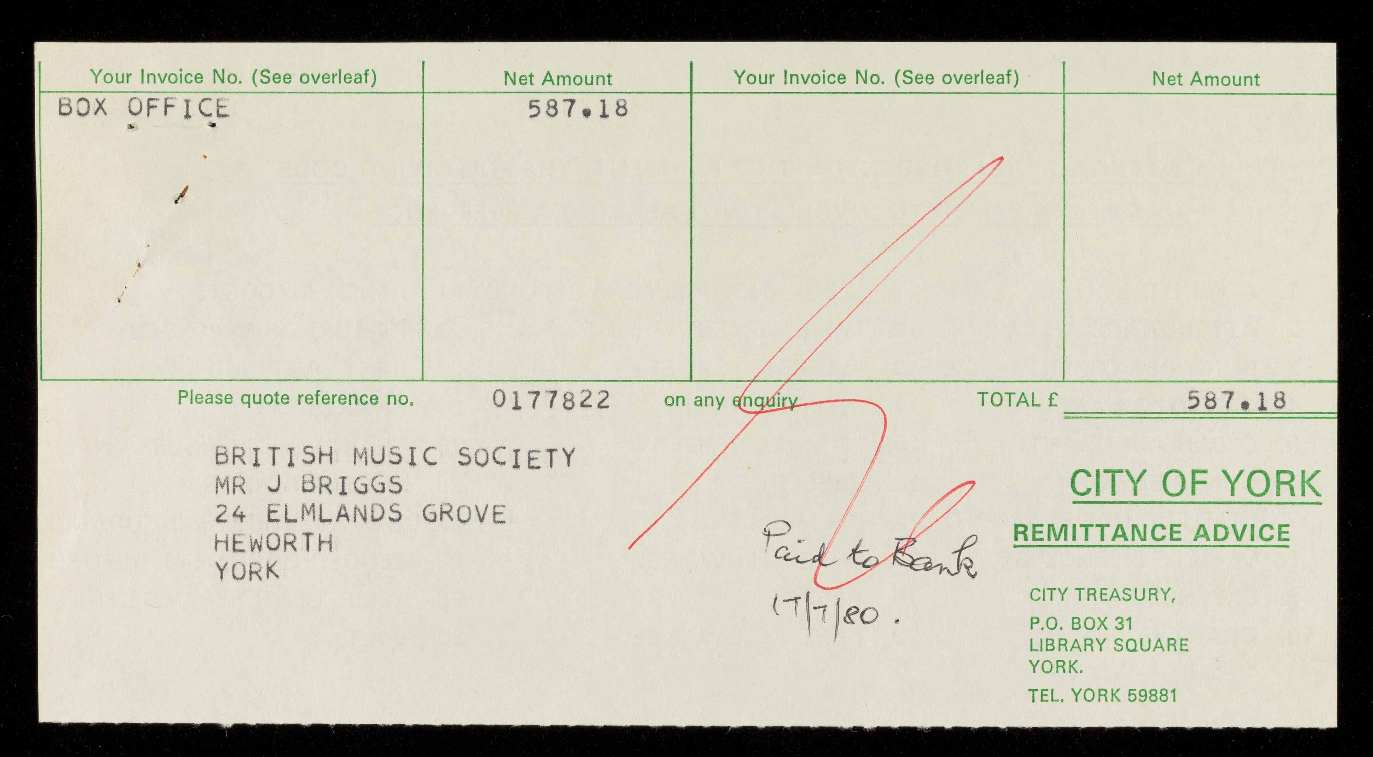 Your Invoice No. (See overleaf) Net Amount Your Invoice No. (See overleaf) Net Amount
BOX OFFICE 587.18
Please quote reference no. 0177822 on any enquiry TOTAL £ 587.18
BRITISH MUSIC SOCIETY
MR J BRIGGS
24 ELMLANDS GROVE
HEWORTH
YORK
Paid to Bank
17/7/80.
CITY OF YORK
REMITTANCE ADVICE
CITY TREASURY,
P.O. BOX 31
LIBRARY SQUARE
YORK.
TEL. YORK 59881